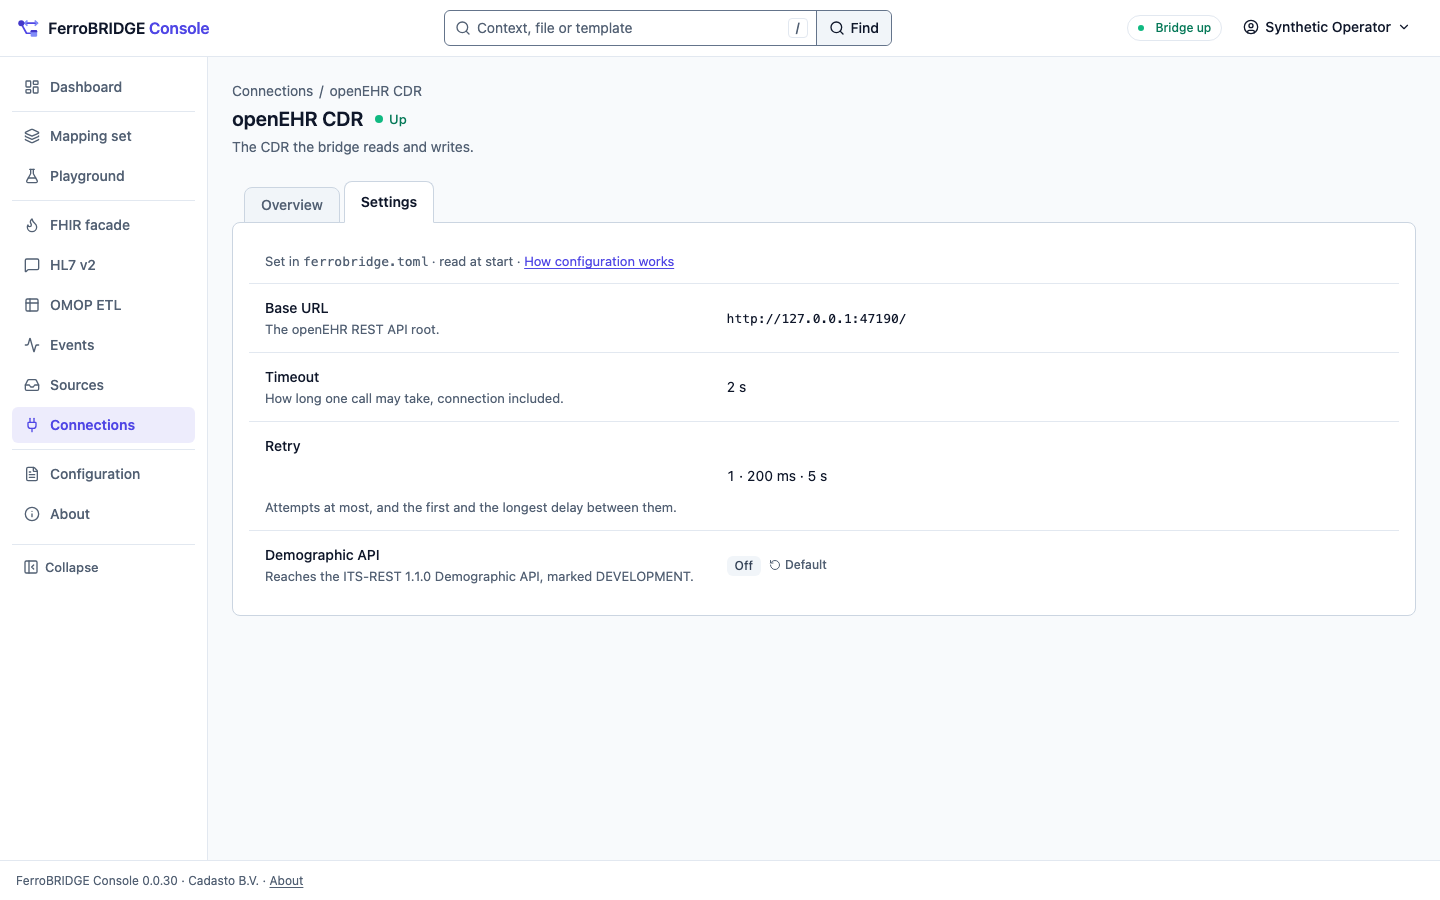 FerroBRIDGE Console
Context, file or template
/
Find
Bridge up
Synthetic Operator
Dashboard
Mapping set
Playground
FHIR facade
HL7 v2
OMOP ETL
Events
Sources
Connections
Configuration
About
Collapse
Connections / openEHR CDR
openEHR CDR
Up
The CDR the bridge reads and writes.
Overview
Settings
Set in ferrobridge.toml · read at start · How configuration works
Base URL
The openEHR REST API root.
http://127.0.0.1:47190/
Timeout
How long one call may take, connection included.
2 s
Retry
1 · 200 ms · 5 s
Attempts at most, and the first and the longest delay between them.
Demographic API
Reaches the ITS-REST 1.1.0 Demographic API, marked DEVELOPMENT.
Off
Default
FerroBRIDGE Console 0.0.30 · Cadasto B.V. · About